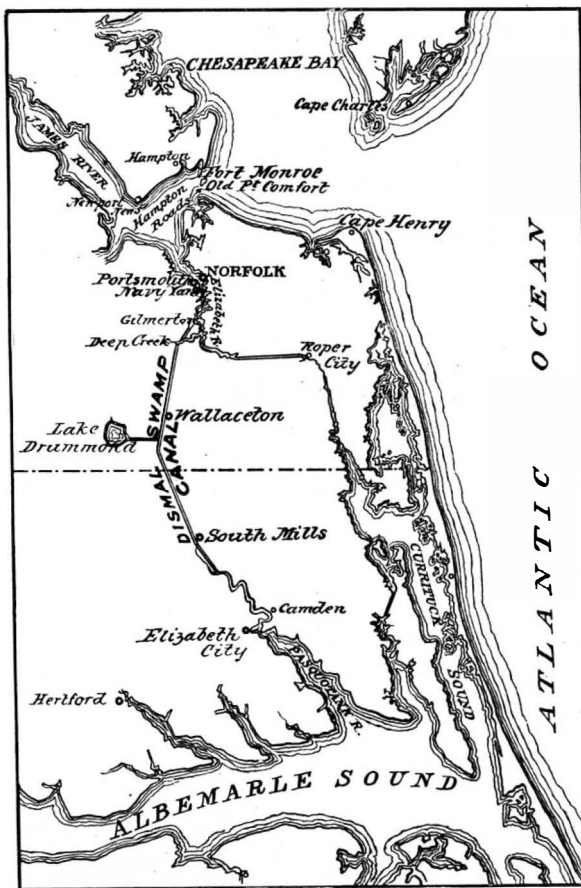 CHESAPEAKE BAY
Cape Charles
JAMES RIVER
Hampton
Fort Monroe
Old Pt Comfort
Newport News
Hampton Roads
Cape Henry
Portsmouth
NORFOLK
Navy Yard
Elizabeth R.
Gilmerton
Deep Creek
Roper City
DISMAL SWAMP CANAL
Wallaceton
Lake
Drummond
South Mills
CURRITUCK SOUND
Camden
Elizabeth
City
PASQUOTANK R.
Hertford
ALBEMARLE SOUND
ATLANTIC OCEAN